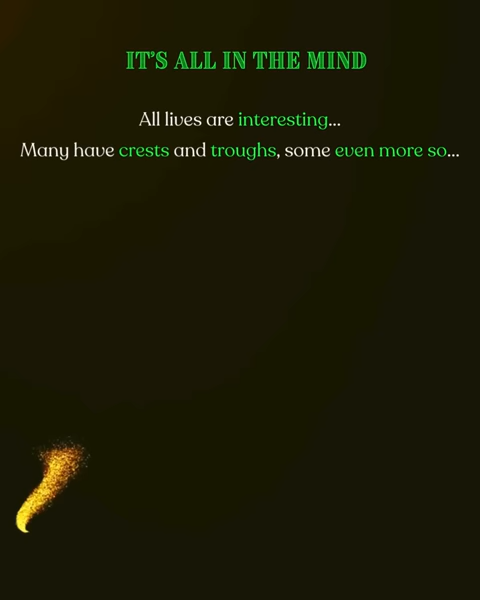 IT'S ALL IN THE MIND
All lives are interesting...
Many have crests and troughs, some even more so...